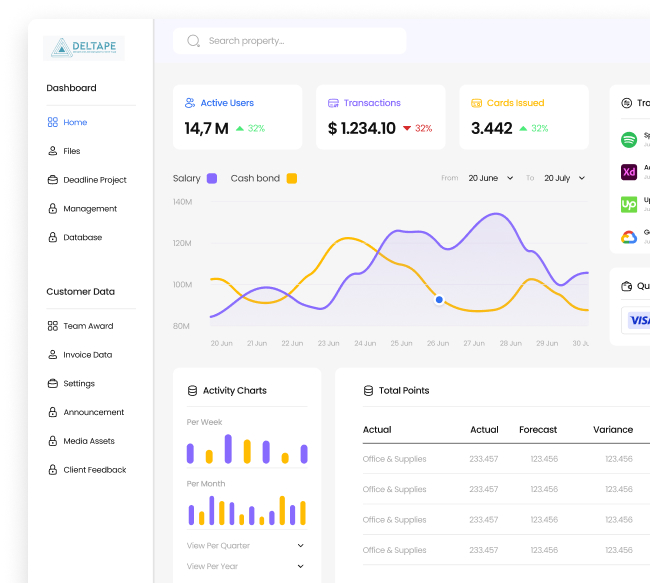 DELTAPE
Search property...
Dashboard
Home
Files
Deadline Project
Management
Database
Customer Data
Team Award
Invoice Data
Settings
Announcement
Media Assets
Client Feedback
Active Users
14,7 M 32%
Transactions
$ 1.234.10 32%
Cards Issued
3.442 32%
Salary Cash bond
From 20 June To 20 July
140M
120M
100M
80M
20 Jun 21 Jun 22 Jun 23 Jun 24 Jun 25 Jun 26 Jun 27 Jun 28 Jun 29 Jun 30
Activity Charts
Per Week
Per Month
View Per Quarter
View Per Year
Total Points
Actual Actual Forecast Variance
Office & Supplies 233.457 123.456 123.456
Office & Supplies 233.457 123.456 123.456
Office & Supplies 233.457 123.456 123.456
Office & Supplies 233.457 123.456 123.456
Xd
Up
VISA